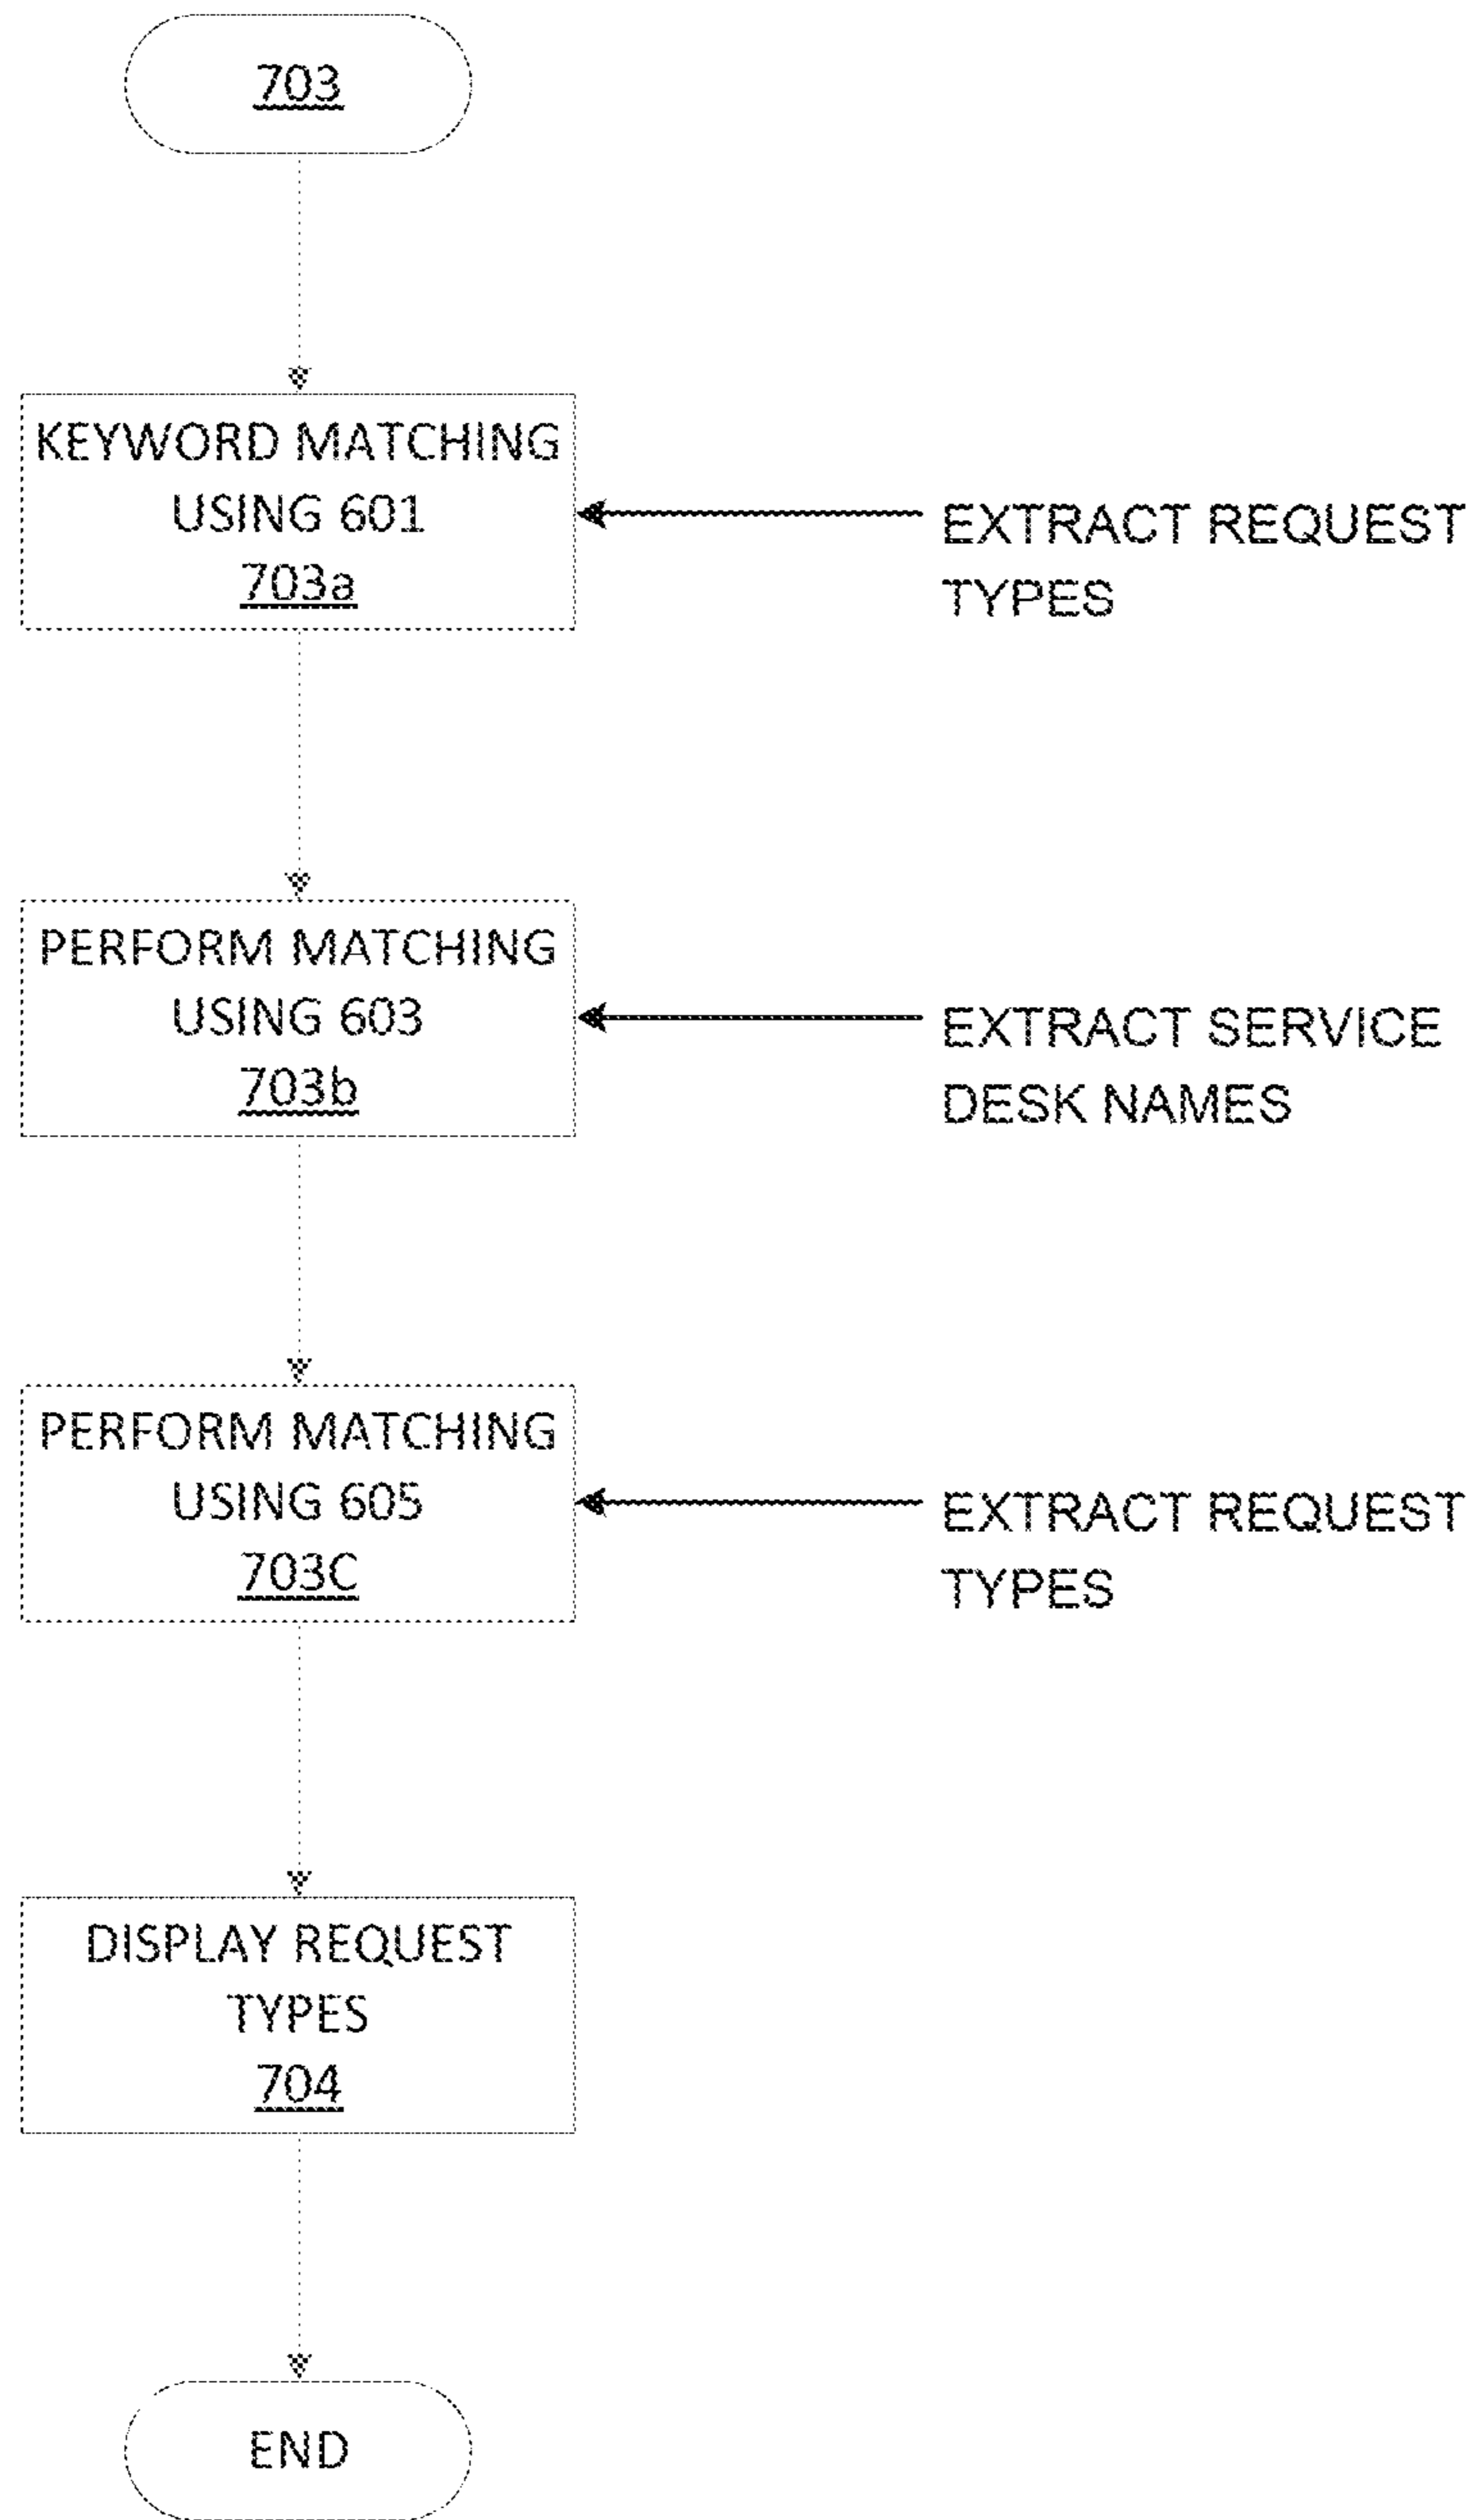 703
KEYWORD MATCHING
USING 601
703a
EXTRACT REQUEST
TYPES
PERFORM MATCHING
USING 603
703b
EXTRACT SERVICE
DESK NAMES
PERFORM MATCHING
USING 605
703C
EXTRACT REQUEST
TYPES
DISPLAY REQUEST
TYPES
704
END